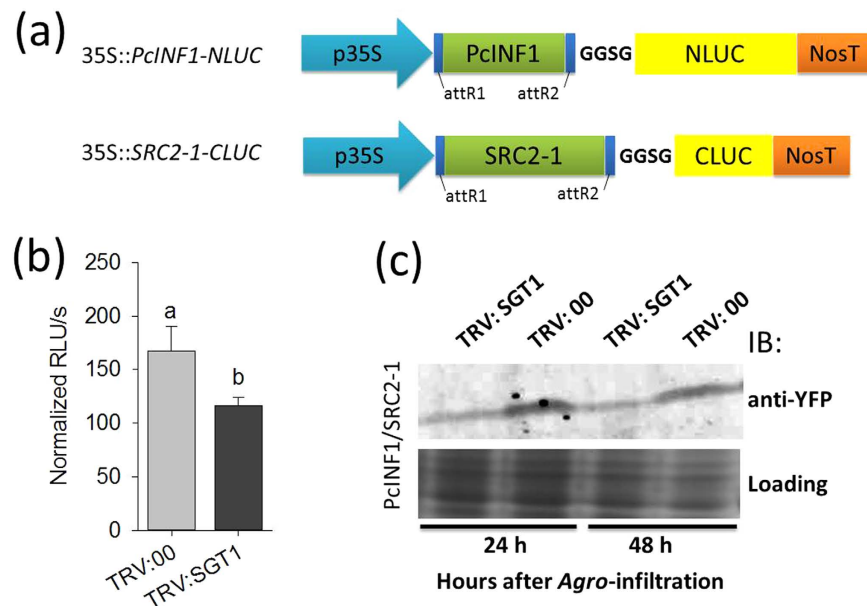 (a)
35S::PcINF1-NLUC
p35S
PcINF1
GGSG
NLUC
NosT
attR1
attR2
35S::SRC2-1-CLUC
p35S
SRC2-1
GGSG
CLUC
NosT
attR1
attR2
(b)
Normalized RLU/s
250
200
150
100
50
0
a
b
TRV:00
TRV:SGT1
(c)
TRV: SGT1
TRV: 00
TRV: SGT1
TRV: 00
IB:
PcINF1/SRC2-1
anti-YFP
Loading
24 h
48 h
Hours after Agro-infiltration